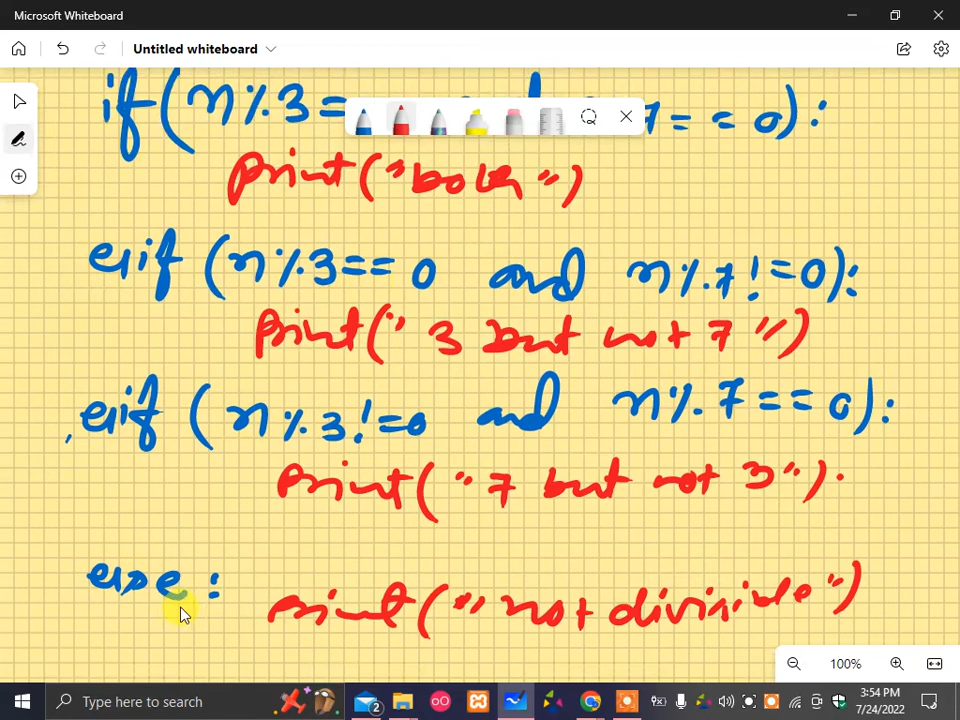 Microsoft Whiteboard
Untitled whiteboard
if(n%3= 7==0):
print("both")
elif (n%3==0 and n%.7!=0):
print("3 but not 7")
elif (n%3!=0 and n%.7==0):
print("7 but not 3").
else:
print("not divisible")
100%
Type here to search
2
3:54 PM
7/24/2022